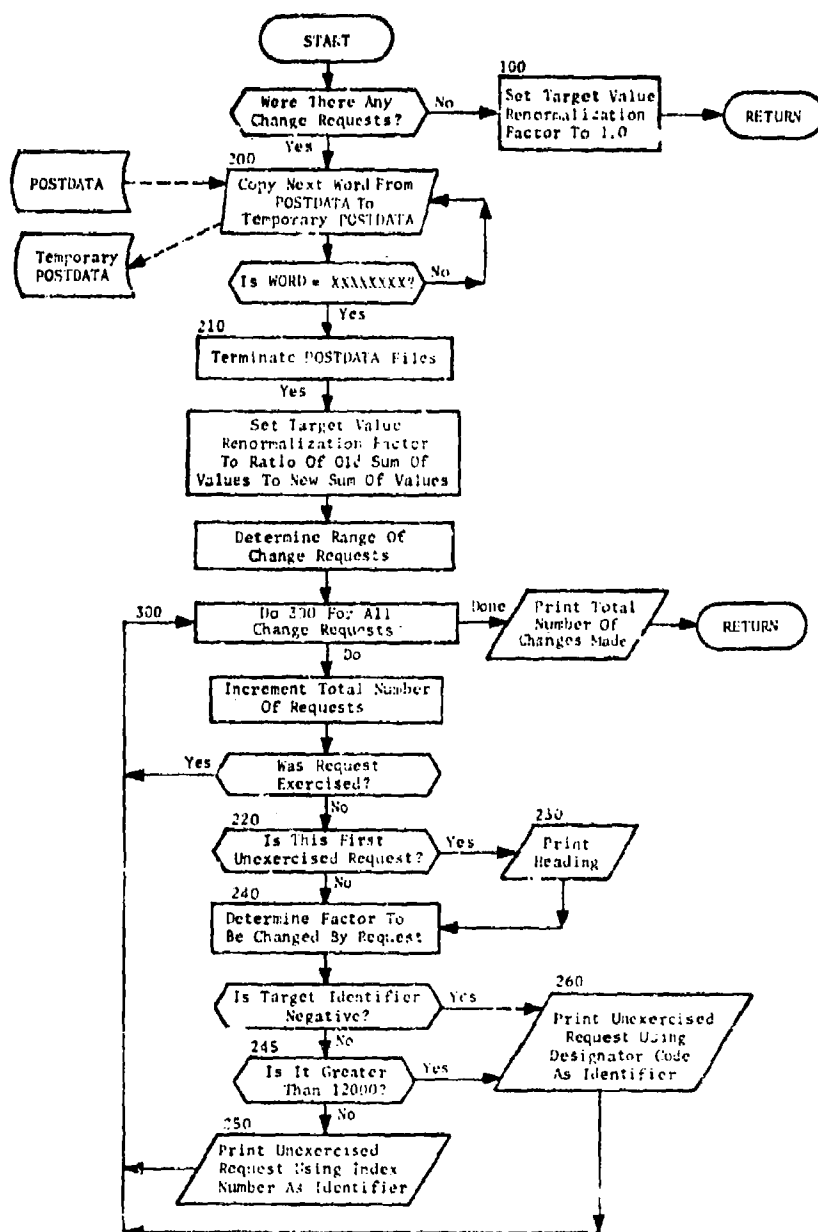 START
100
Were There Any
Change Requests?
No
Set Target Value
Renormalization
Factor To 1.0
RETURN
Yes
200
POSTDATA
Copy Next Word From
POSTDATA To
Temporary POSTDATA
Temporary
POSTDATA
Is WORD = XXXXXXXX?
No
Yes
210
Terminate POSTDATA Files
Yes
Set Target Value
Renormalization Factor
To Ratio Of Old Sum Of
Values To New Sum Of Values
Determine Range Of
Change Requests
300
Do 300 For All
Change Requests
Done
Print Total
Number Of
Changes Made
RETURN
Do
Increment Total Number
Of Requests
Yes
Was Request
Exercised?
No
220
Is This First
Unexercised Request?
Yes
230
Print
Heading
No
240
Determine Factor To
Be Changed By Request
Is Target Identifier
Negative?
Yes
260
Print Unexercised
Request Using
Designator Code
As Identifier
No
245
Is It Greater
Than 12000?
Yes
No
250
Print Unexercised
Request Using Index
Number As Identifier